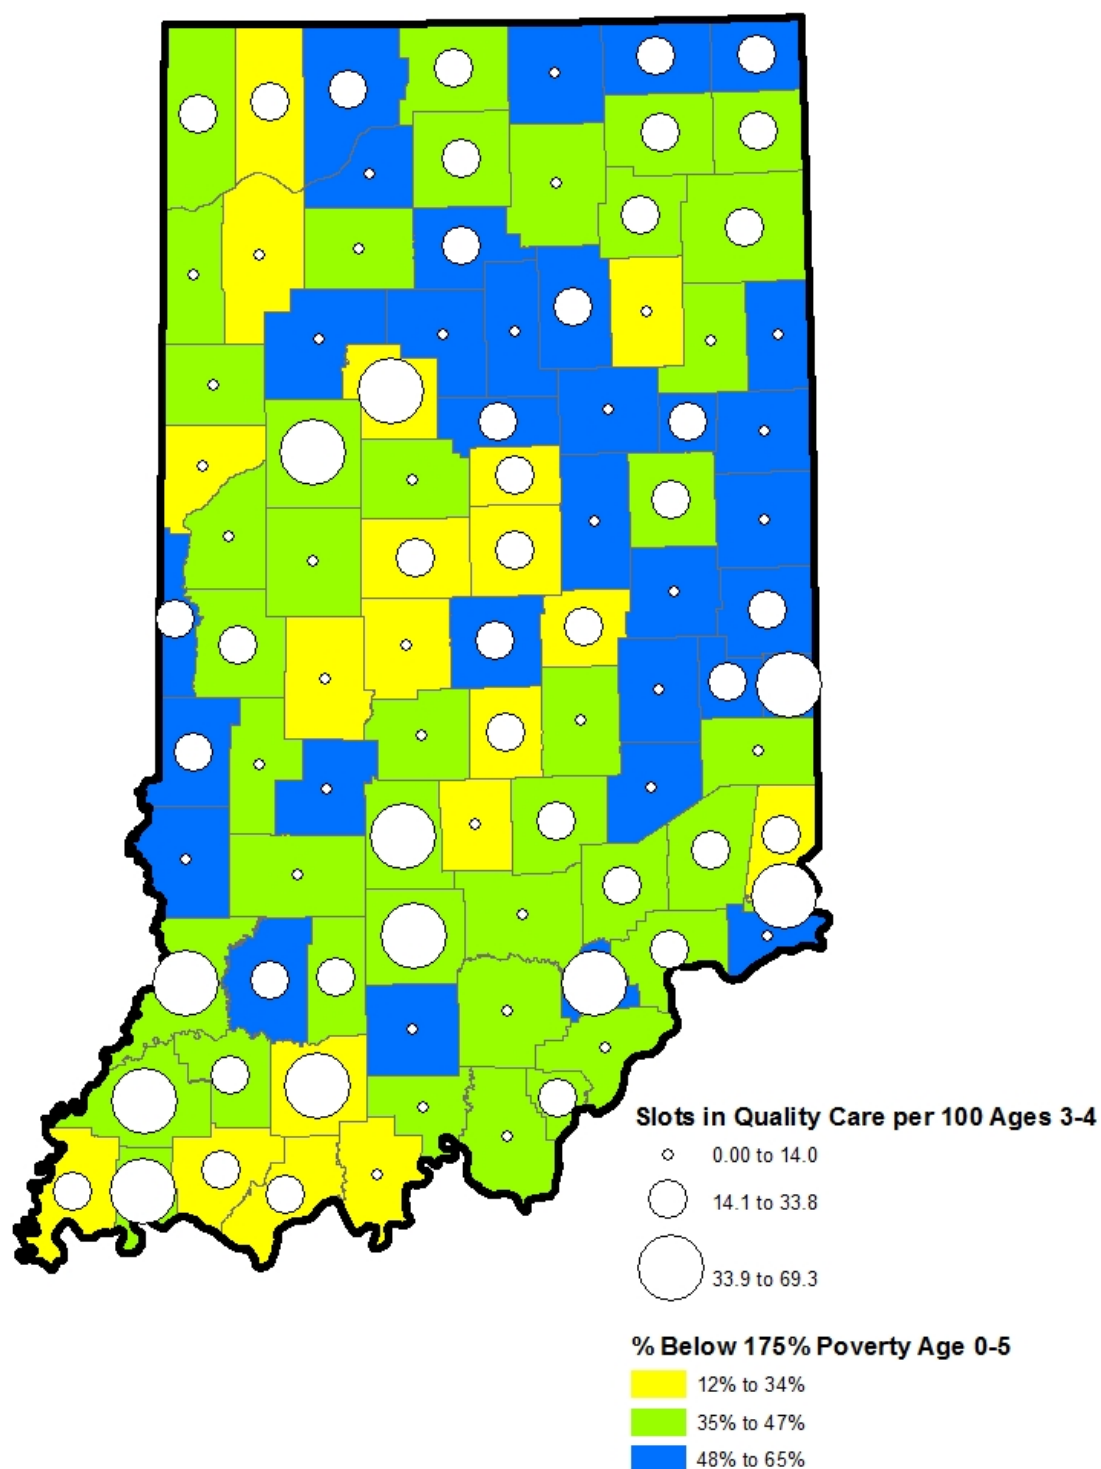 Slots in Quality Care per 100 Ages 3-4
0.00 to 14.0
14.1 to 33.8
33.9 to 69.3
% Below 175% Poverty Age 0-5
12% to 34%
35% to 47%
48% to 65%